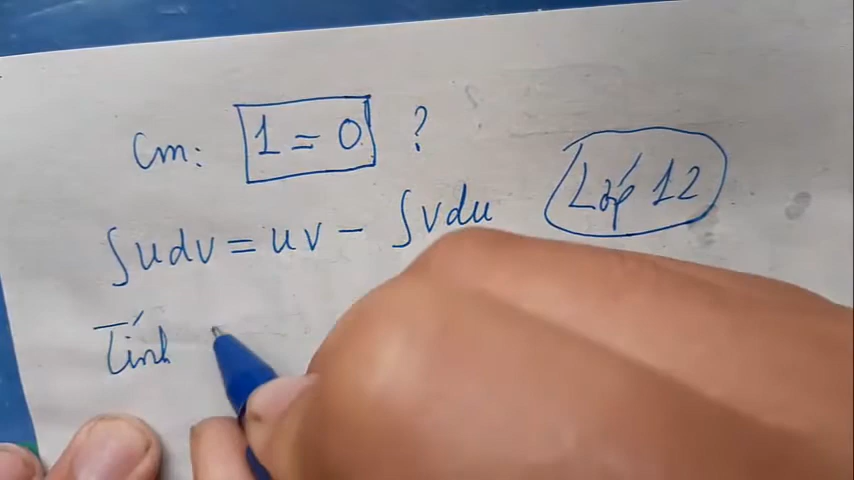 Cm: 1 = 0 ?
Lớp 12
∫udv = uv - ∫vdu
Tính